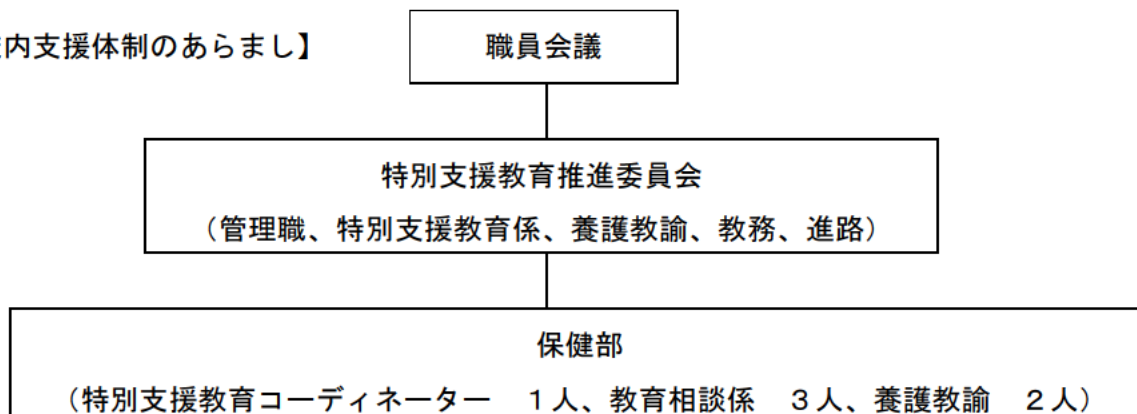 内支援体制のあらまし】
職員会議
特別支援教育推進委員会
（管理職、特別支援教育係、養護教諭、教務、進路）
保健部
（特別支援教育コーディネーター　１人、教育相談係　３人、養護教諭　２人）